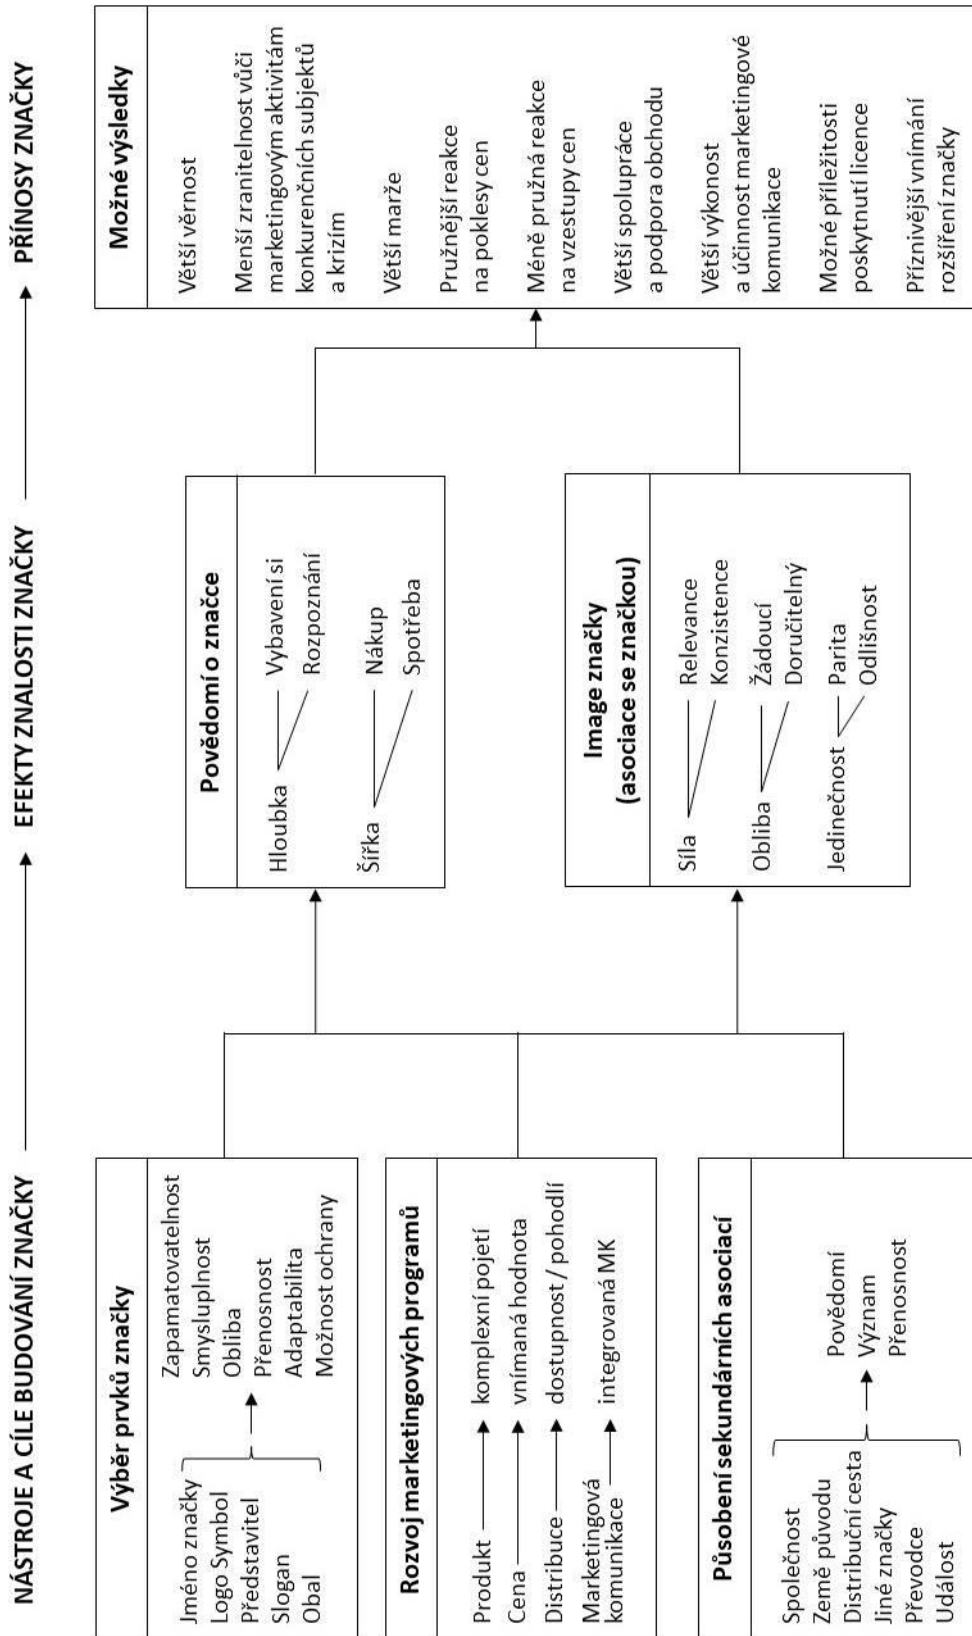 NÁSTROJE A CÍLE BUDOVÁNÍ ZNAČKY
EFEKTY ZNALOSTI ZNAČKY
PŘÍNOSY ZNAČKY
Výběr prvků značky
Jméno značky
Logo Symbol
Představitel
Slogan
Obal
Zapamatovatelnost
Smysluplnost
Obliba
Přenosnost
Adaptabilita
Možnost ochrany
Rozvoj marketingových programů
Produkt
komplexní pojetí
Cena
vnímaná hodnota
Distribuce
dostupnost / pohodlí
Marketingová
komunikace
integrovaná MK
Působení sekundárních asociací
Společnost
Země původu
Distribuční cesta
Jiné značky
Převodce
Událost
Povědomí
Význam
Přenosnost
Povědomí o značce
Hloubka
Vybavení si
Rozpoznání
Šířka
Nákup
Spotřeba
Image značky
(asociace se značkou)
Síla
Relevance
Konzistence
Obliba
Žádoucí
Doručitelný
Jedinečnost
Parita
Odlišnost
Možné výsledky
Větší věrnost
Menší zranitelnost vůči
marketingovým aktivitám
konkurenčních subjektů
a krizím
Větší marže
Pružnější reakce
na poklesy cen
Méně pružná reakce
na vzestupy cen
Větší spolupráce
a podpora obchodu
Větší výkonost
a účinnost marketingové
komunikace
Možné příležitosti
poskytnutí licence
Příznivější vnímání
rozšíření značky